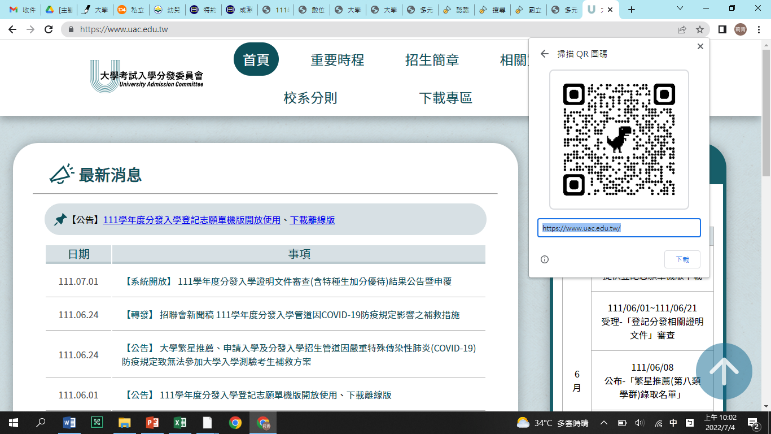 收件
https://www.uac.edu.tw
大學考試入學分發委員會
University Admission Committee
首頁
重要時程
招生簡章
校系分則
下載專區
掃描 QR 圖碼
https://www.uac.edu.tw/
下載
最新消息
【公告】111學年度分發入學登記志願單機版開放使用、下載離線版
日期 事項
111.07.01 【系統開放】 111學年度分發入學證明文件審查(含特種生加分優待)結果公告暨申覆
111.06.24 【轉發】 招聯會新聞稿 111學年度分發入學管道因COVID-19防疫規定影響之補救措施
111.06.24 【公告】 大學繁星推薦、申請入學及分發入學招生管道因嚴重特殊傳染性肺炎(COVID-19)
防疫規定致無法參加大學入學測驗考生補救方案
111.06.01 【公告】 111學年度分發入學登記志願單機版開放使用、下載離線版
111/06/01~111/06/21
受理-「登記分發相關證明
文件」審查
6
月
111/06/08
公布-「繁星推薦(第八類
學群)錄取名單」
34°C 多雲時晴
中
上午 10:02
2022/7/4
2